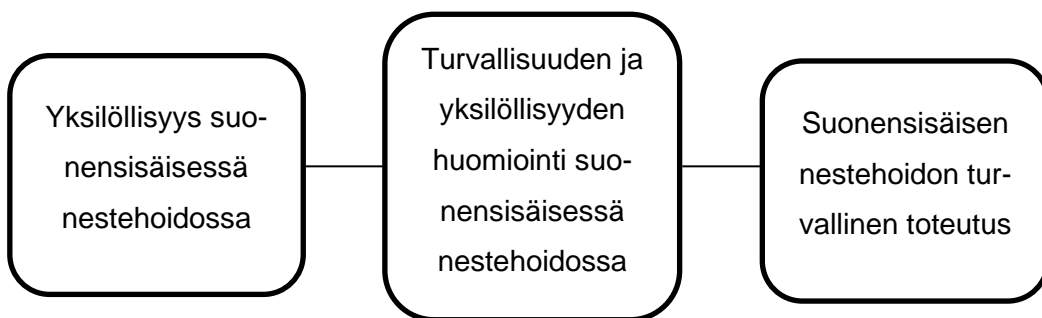 Yksilöllisyys suo-
nensisäisessä
nestehoidossa
Turvallisuuden ja
yksilöllisyyden
huomiointi suo-
nensisäisessä
nestehoidossa
Suonensisäisen
nestehoidon tur-
vallinen toteutus